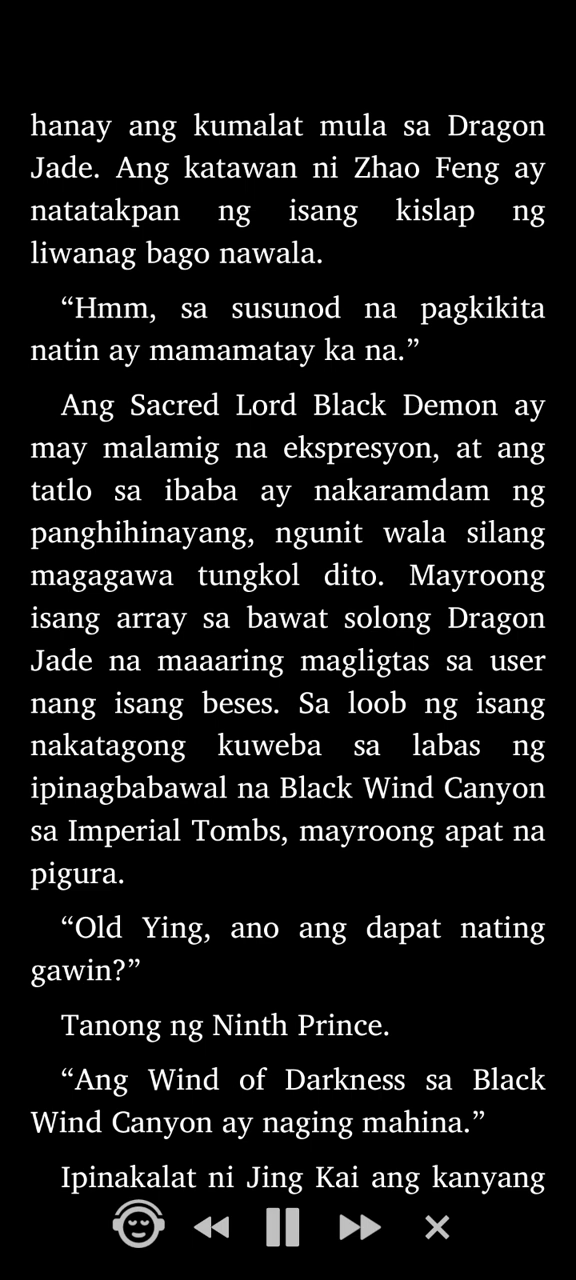 hanay ang kumalat mula sa Dragon
Jade. Ang katawan ni Zhao Feng ay
natatakpan ng isang kislap ng
liwanag bago nawala.
“Hmm, sa susunod na pagkikita
natin ay mamamatay ka na.”
Ang Sacred Lord Black Demon ay
may malamig na ekspresyon, at ang
tatlo sa ibaba ay nakaramdam ng
panghihinayang, ngunit wala silang
magagawa tungkol dito. Mayroong
isang array sa bawat solong Dragon
Jade na maaaring magligtas sa user
nang isang beses. Sa loob ng isang
nakatagong kuweba sa labas ng
ipinagbabawal na Black Wind Canyon
sa Imperial Tombs, mayroong apat na
pigura.
“Old Ying, ano ang dapat nating
gawin?”
Tanong ng Ninth Prince.
“Ang Wind of Darkness sa Black
Wind Canyon ay naging mahina.”
Ipinakalat ni Jing Kai ang kanyang